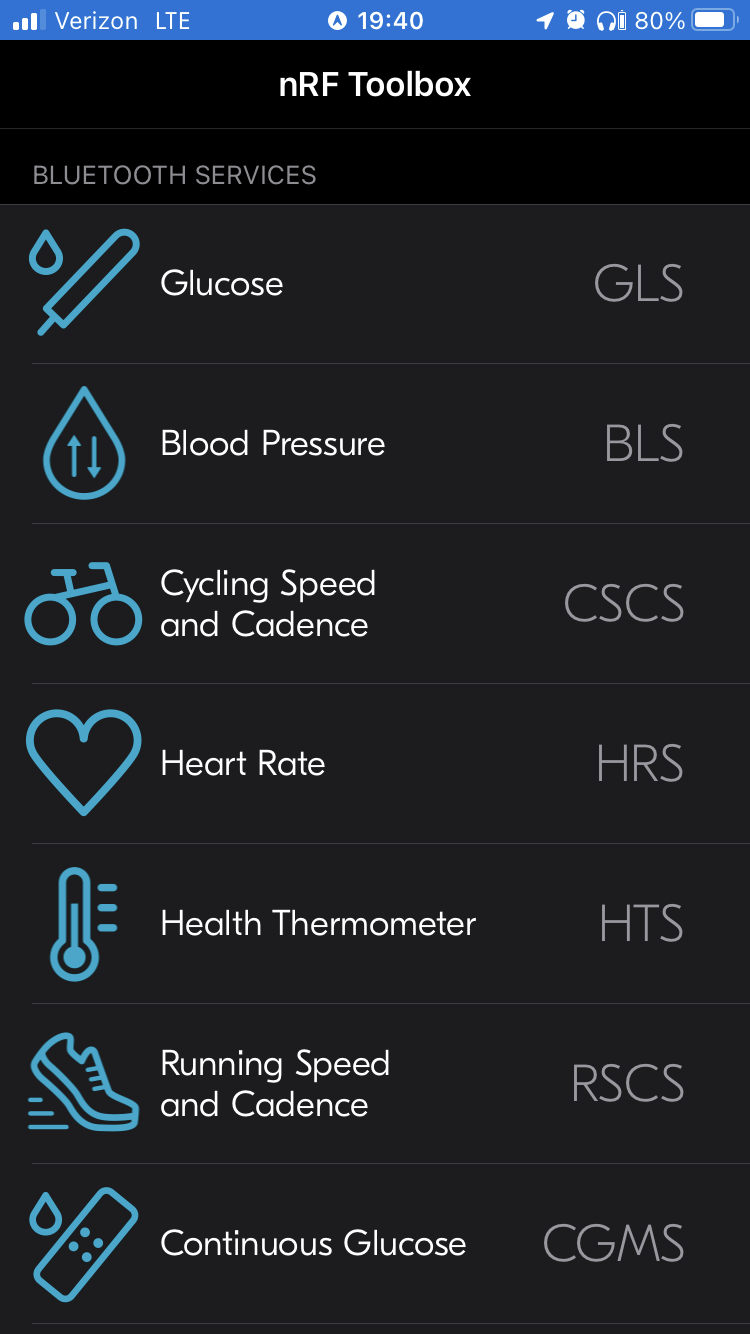 Verizon LTE 19:40 80%
nRF Toolbox
BLUETOOTH SERVICES
Glucose GLS
Blood Pressure BLS
Cycling Speed
and Cadence CSCS
Heart Rate HRS
Health Thermometer HTS
Running Speed
and Cadence RSCS
Continuous Glucose CGMS